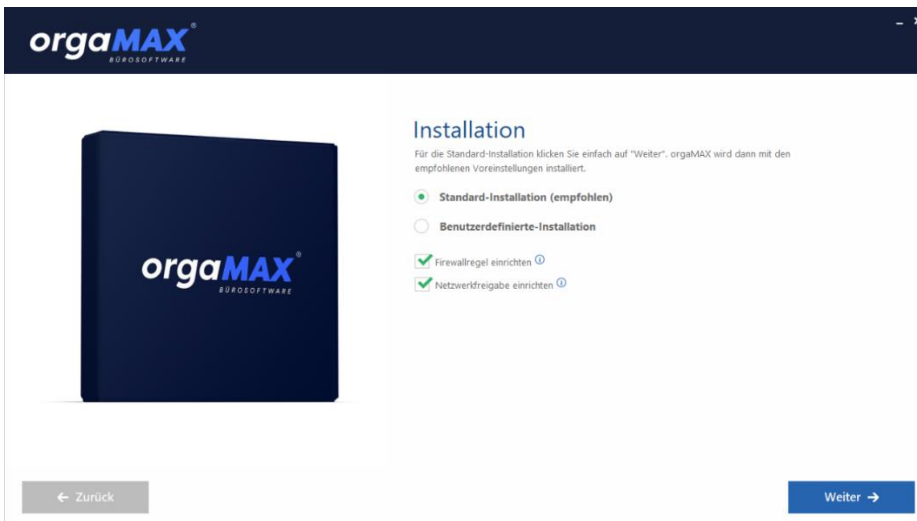 orgaMAX®
BÜROSOFTWARE
Installation
Für die Standard-Installation klicken Sie einfach auf "Weiter". orgaMAX wird dann mit den
empfohlenen Voreinstellungen installiert.
Standard-Installation (empfohlen)
Benutzerdefinierte-Installation
Firewallregel einrichten
Netzwerkfreigabe einrichten
orgaMAX®
BÜROSOFTWARE
← Zurück
Weiter →